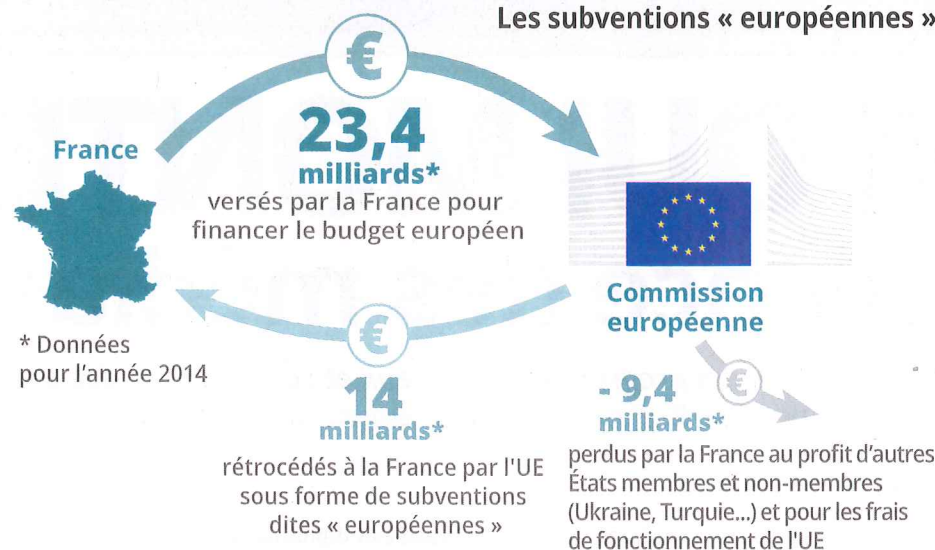 Les subventions « européennes »
€
23,4
milliards*
versés par la France pour
financer le budget européen
France
Commission
européenne
* Données
pour l'année 2014
€
14
milliards*
rétrocédés à la France par l'UE
sous forme de subventions
dites « européennes »
€
- 9,4
milliards*
perdus par la France au profit d'autres
États membres et non-membres
(Ukraine, Turquie...) et pour les frais
de fonctionnement de l'UE